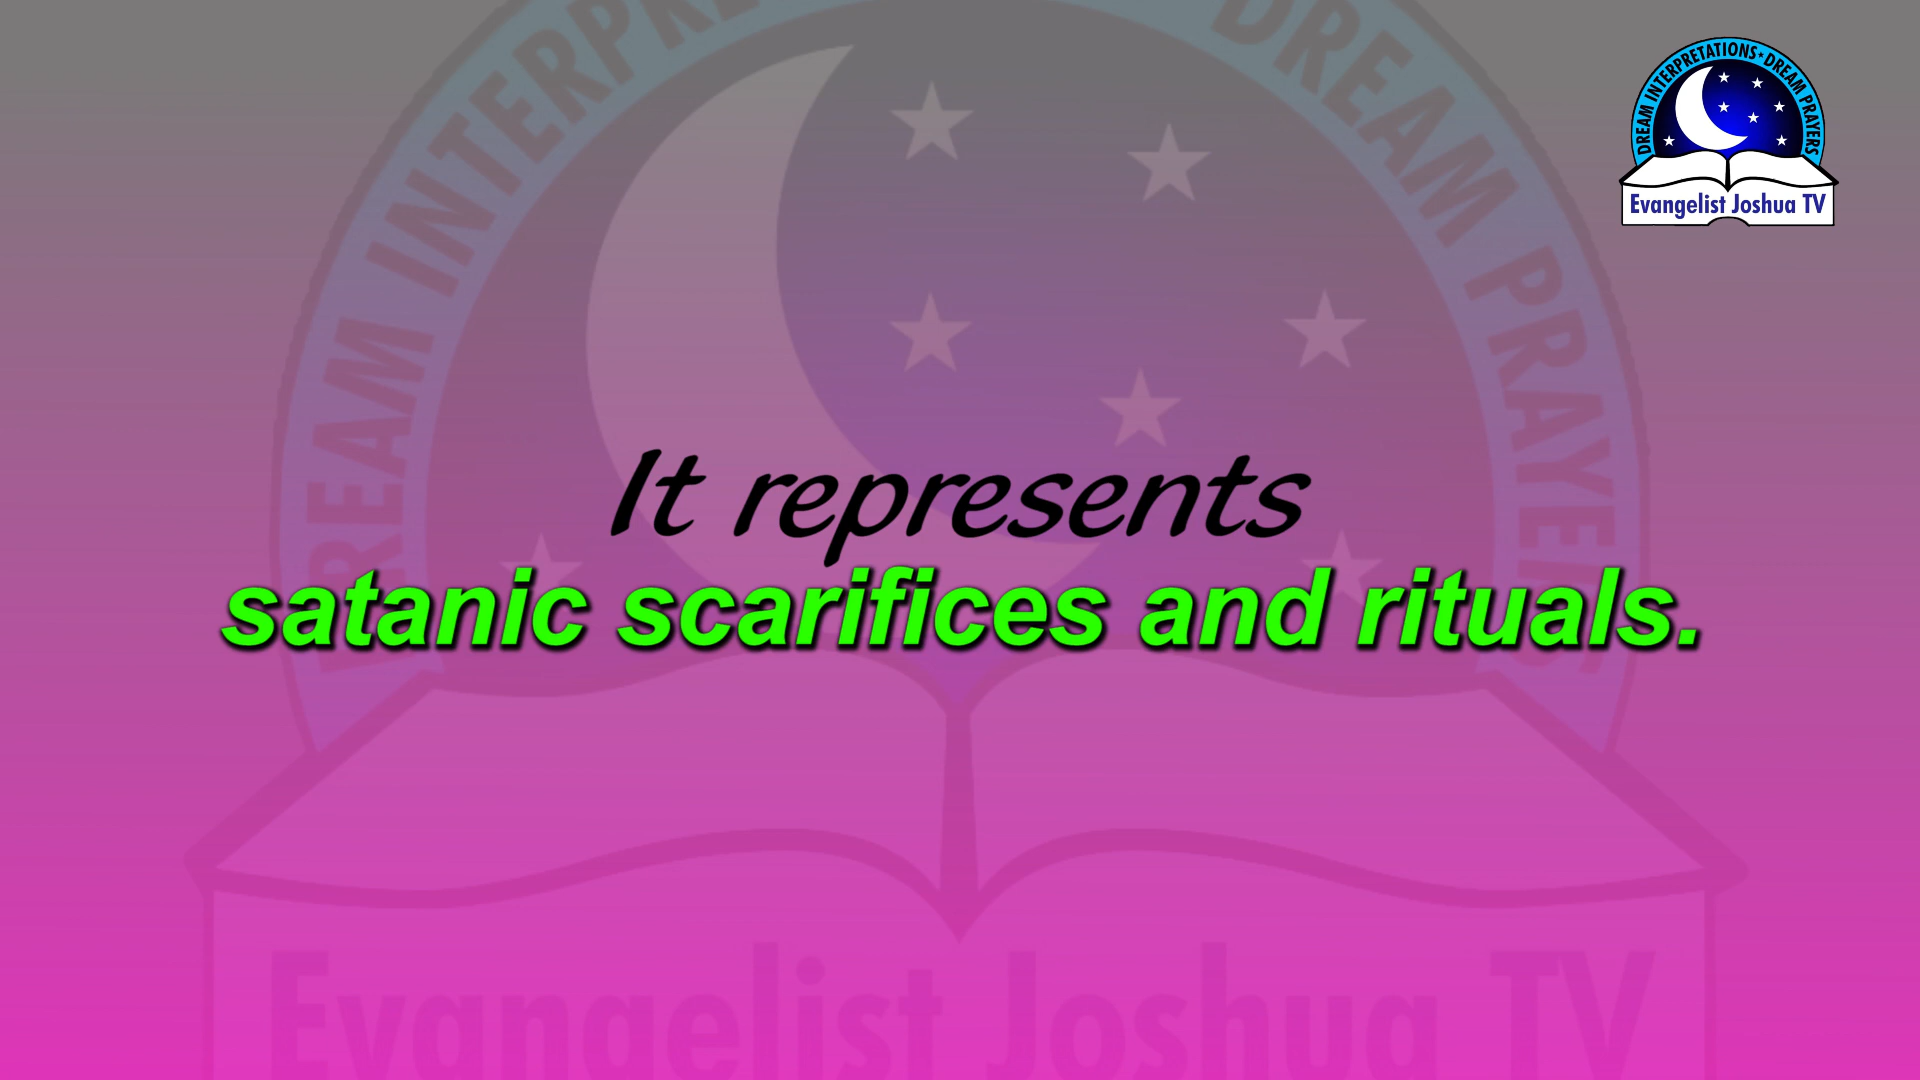 DREAM INTERPRETATIONS * DREAM PRAYERS
Evangelist Joshua TV
It represents
satanic scarifices and rituals.
DREAM INTERPRE
DREAM PRAYERS
Evangelist Joshua TV